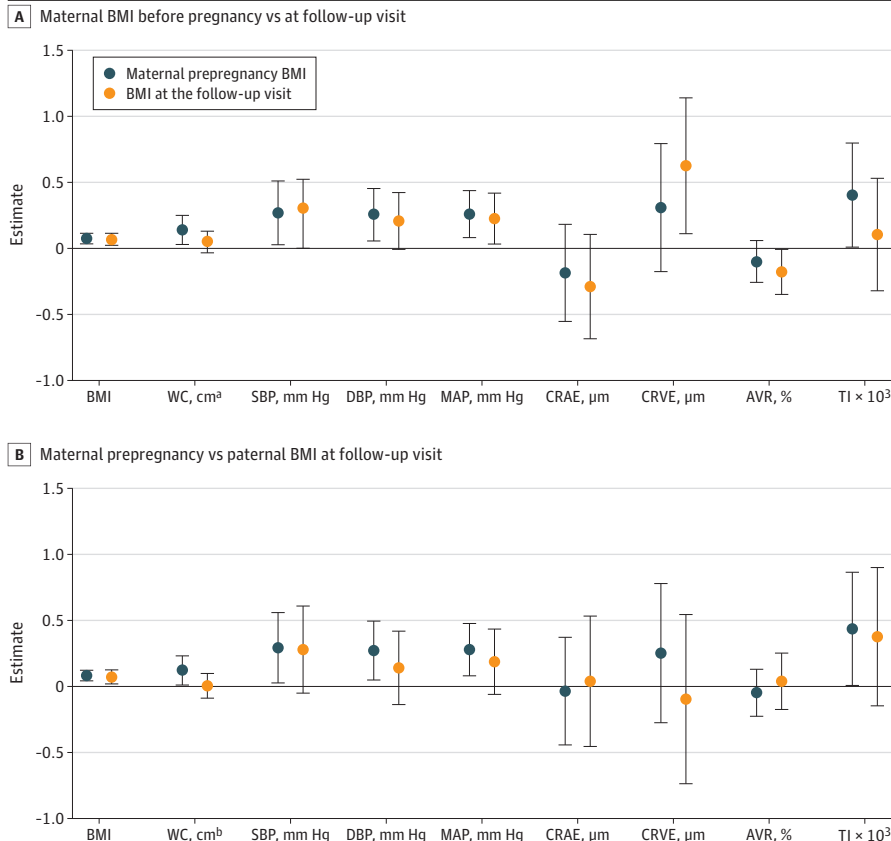 A Maternal BMI before pregnancy vs at follow-up visit
1.5
Maternal prepregnancy BMI
BMI at the follow-up visit
1.0
0.5
Estimate
0
-0.5
-1.0
BMI WC, cmª SBP, mm Hg DBP, mm Hg MAP, mm Hg CRAE, μm CRVE, μm AVR, % TI × 10³
B Maternal prepregnancy vs paternal BMI at follow-up visit
1.5
1.0
0.5
Estimate
0
-0.5
-1.0
BMI WC, cmᵇ SBP, mm Hg DBP, mm Hg MAP, mm Hg CRAE, μm CRVE, μm AVR, % TI × 10³